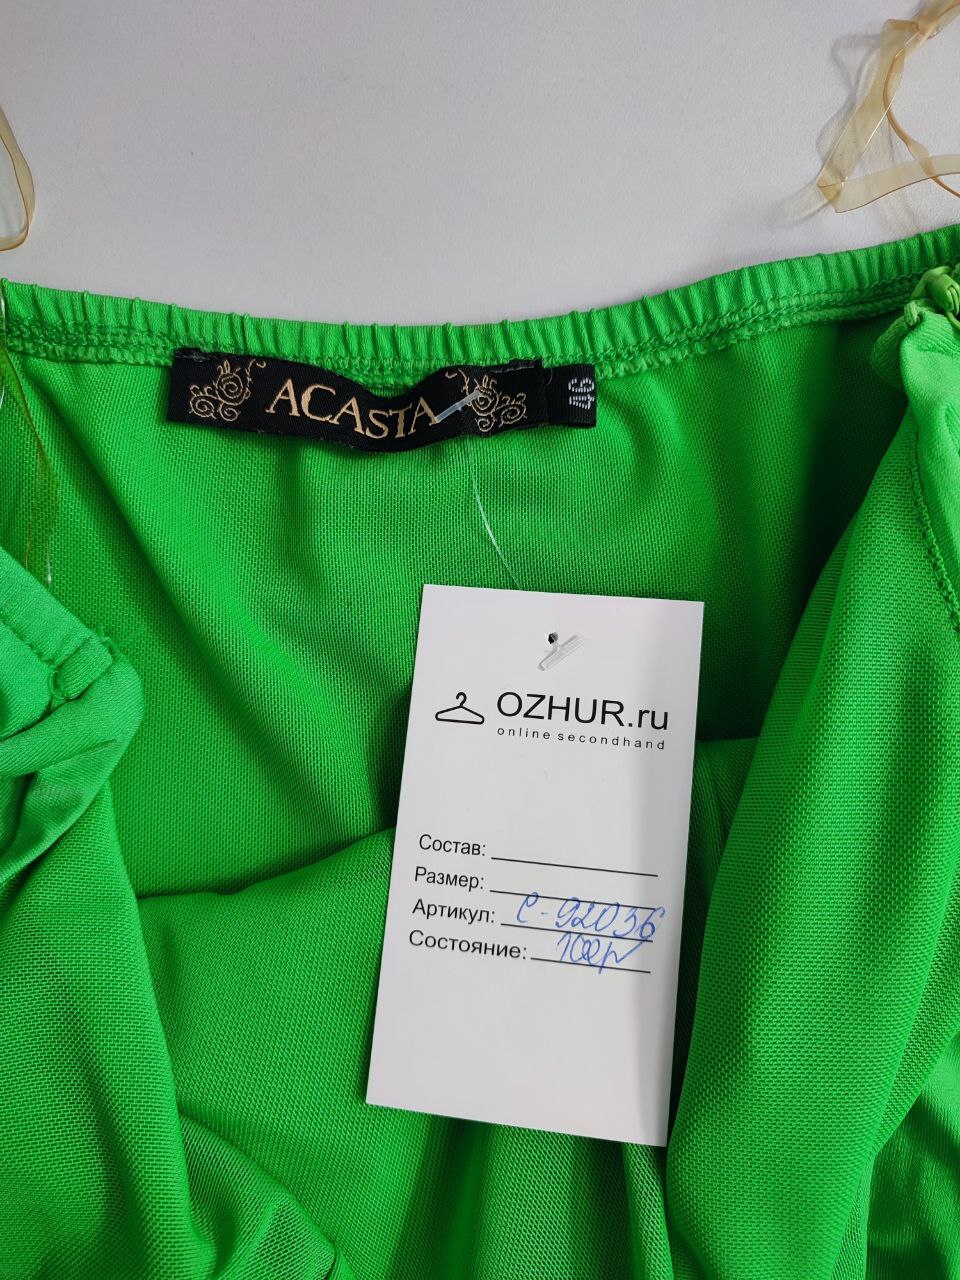 ACASTA
46
OZHUR.ru
online secondhand
Состав:
Размер:
Артикул: С-92036
Состояние: 100р